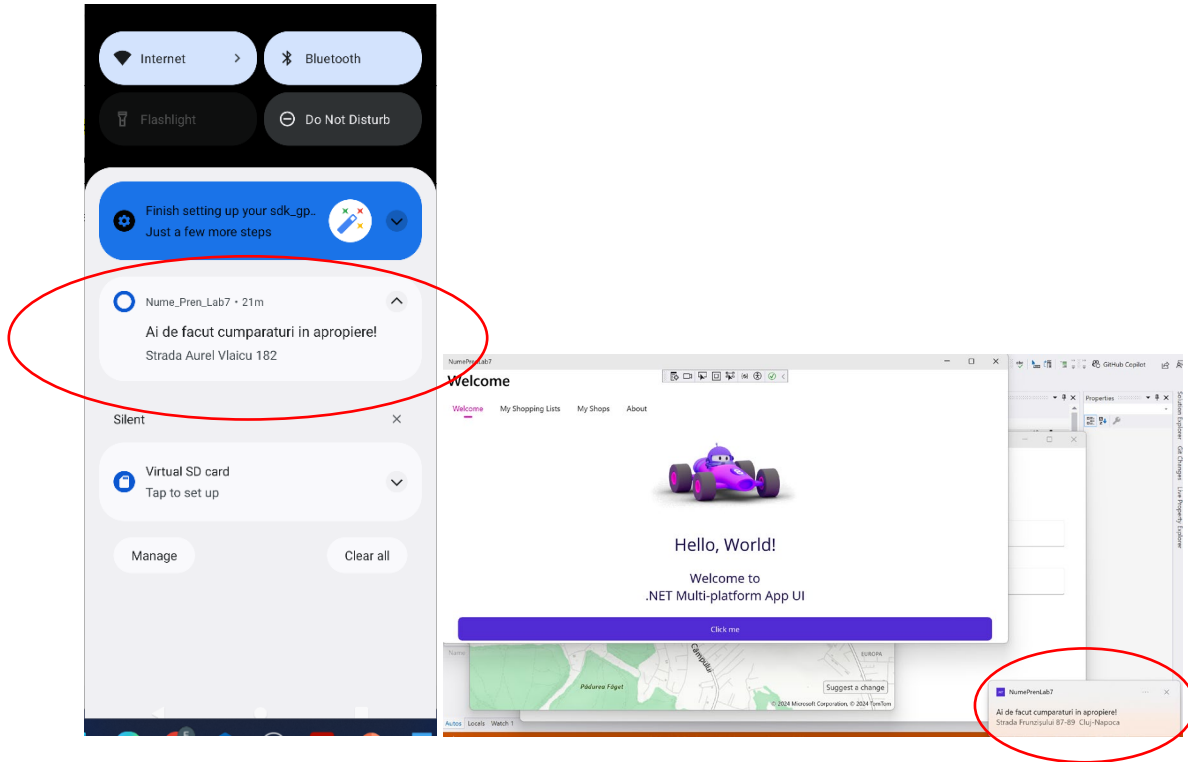 Internet
Bluetooth
Flashlight
Do Not Disturb
Finish setting up your sdk_gp..
Just a few more steps
Nume_Pren_Lab7 • 21m
Ai de facut cumparaturi in apropiere!
Strada Aurel Vlaicu 182
Silent
Virtual SD card
Tap to set up
Manage
Clear all
NumePrenLab7
GitHub Copilot
Welcome
Welcome My Shopping Lists My Shops About
Properties
Solution Explorer Git Changes Live Property Explorer
Hello, World!
Welcome to
.NET Multi-platform App UI
Click me
Name
Campului
EUROPA
Pădurea Făget
Suggest a change
© 2024 Microsoft Corporation, © 2024 TomTom
Autos Locals Watch 1
NumePrenLab7
Ai de facut cumparaturi in apropiere!
Strada Frunzișului 87-89 Cluj-Napoca
5